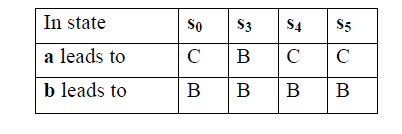 In state s₀ s₃ s₄ s₅
a leads to C B C C
b leads to B B B B